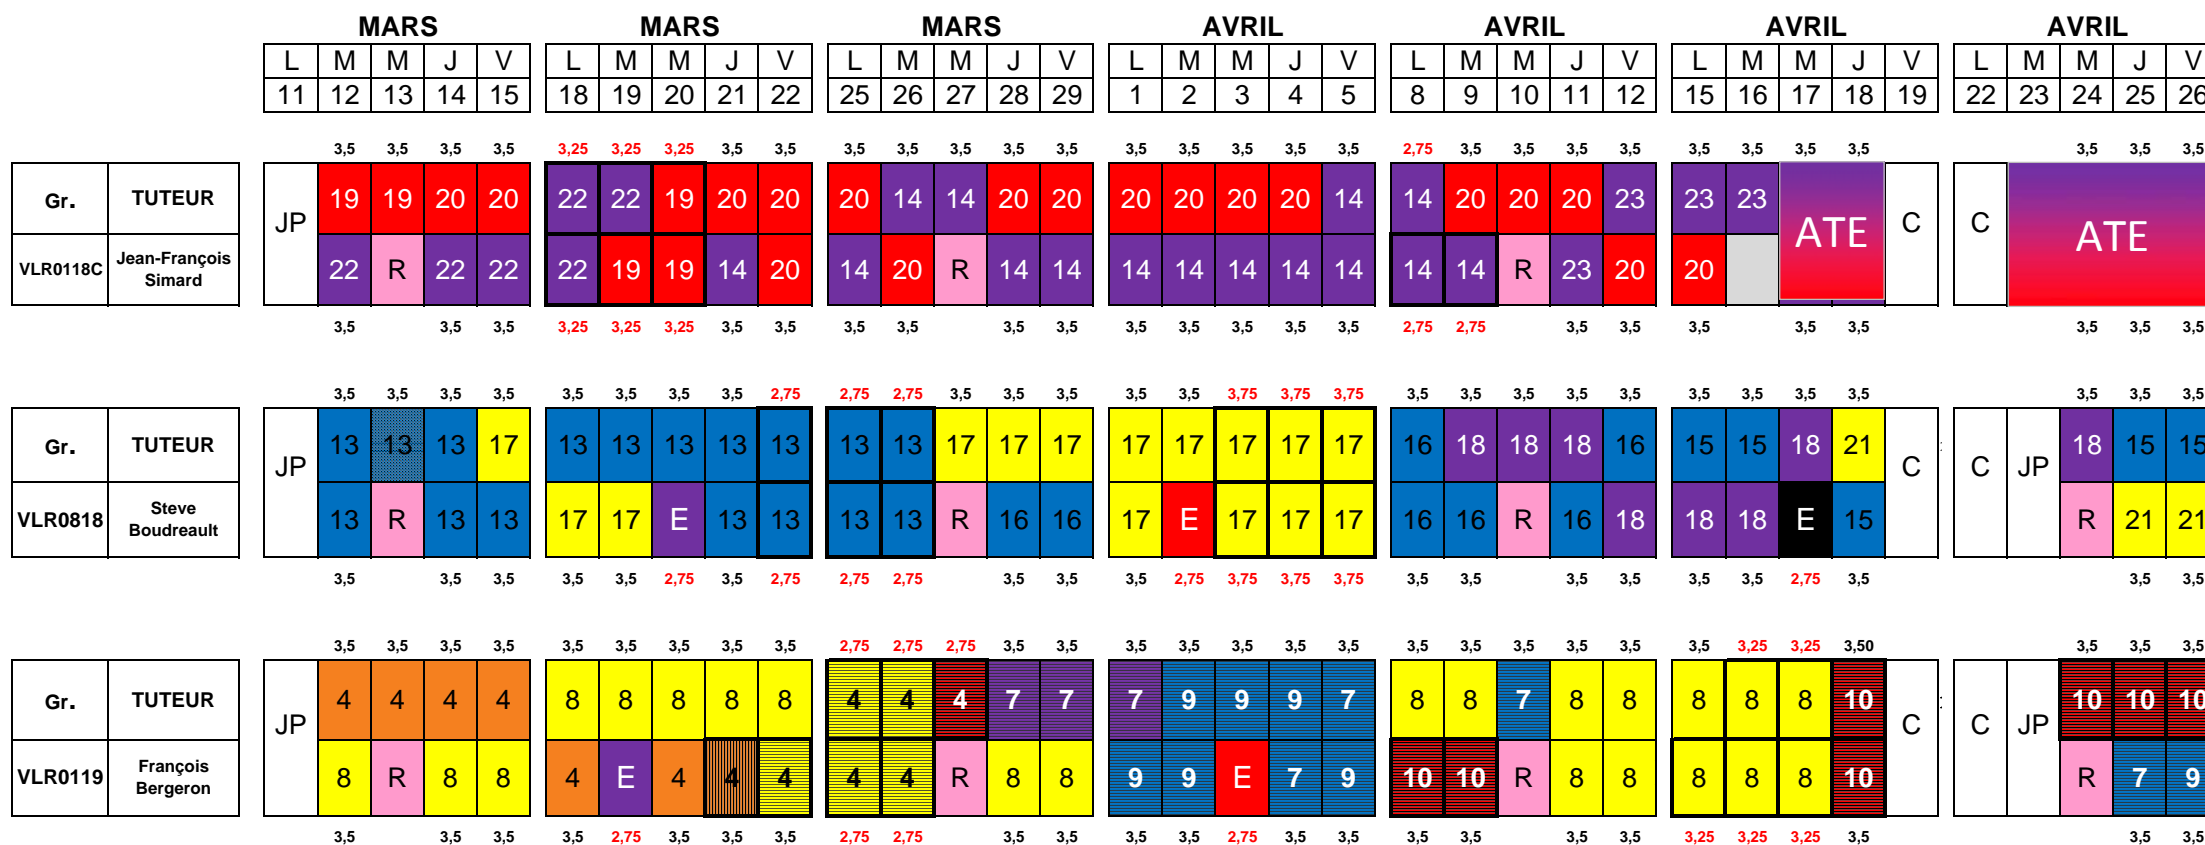 MARS MARS MARS AVRIL AVRIL AVRIL AVRIL
L M M J V L M M J V L M M J V L M M J V L M M J V L M M J V L M M J V
11 12 13 14 15 18 19 20 21 22 25 26 27 28 29 1 2 3 4 5 8 9 10 11 12 15 16 17 18 19 22 23 24 25 26
3,5 3,5 3,5 3,5 3,25 3,25 3,25 3,5 3,5 3,5 3,5 3,5 3,5 3,5 3,5 3,5 3,5 3,5 3,5 2,75 3,5 3,5 3,5 3,5 3,5 3,5 3,5 3,5 3,5 3,5 3,5
Gr. TUTEUR JP 19 19 20 20 22 22 19 20 20 20 14 14 20 20 20 20 20 20 14 14 20 20 20 23 23 23 ATE C C ATE
VLR0118C Jean-François Simard 22 R 22 22 22 19 19 14 20 14 20 R 14 14 14 14 14 14 14 14 14 R 23 20 20
3,5 3,5 3,5 3,25 3,25 3,25 3,5 3,5 3,5 3,5 3,5 3,5 3,5 3,5 3,5 3,5 3,5 2,75 2,75 3,5 3,5 3,5 3,5 3,5 3,5 3,5 3,5
3,5 3,5 3,5 3,5 3,5 3,5 3,5 3,5 2,75 2,75 2,75 3,5 3,5 3,5 3,5 3,5 3,75 3,75 3,75 3,5 3,5 3,5 3,5 3,5 3,5 3,5 3,5 3,5 3,5 3,5 3,5
Gr. TUTEUR JP 13 13 13 17 13 13 13 13 13 13 13 17 17 17 17 17 17 17 17 16 18 18 18 16 15 15 18 21 C C JP 18 15 15
VLR0818 Steve Boudreault 13 R 13 13 17 17 E 13 13 13 13 R 16 16 17 E 17 17 17 16 16 R 16 18 18 18 E 15 R 21 21
3,5 3,5 3,5 3,5 3,5 2,75 3,5 2,75 2,75 2,75 3,5 3,5 3,5 2,75 3,75 3,75 3,75 3,5 3,5 3,5 3,5 3,5 3,5 2,75 3,5 3,5 3,5
3,5 3,5 3,5 3,5 3,5 3,5 3,5 3,5 3,5 2,75 2,75 2,75 3,5 3,5 3,5 3,5 3,5 3,5 3,5 3,5 3,5 3,5 3,5 3,5 3,5 3,25 3,25 3,50 3,5 3,5 3,5
Gr. TUTEUR JP 4 4 4 4 8 8 8 8 8 4 4 4 7 7 7 9 9 9 7 8 8 7 8 8 8 8 8 10 C C JP 10 10 10
VLR0119 François Bergeron 8 R 8 8 4 E 4 4 4 4 4 R 8 8 9 9 E 7 9 10 10 R 8 8 8 8 8 10 R 7 9
3,5 3,5 3,5 3,5 2,75 3,5 3,5 3,5 2,75 2,75 3,5 3,5 3,5 3,5 2,75 3,5 3,5 3,5 3,5 3,5 3,5 3,25 3,25 3,25 3,5 3,5 3,5